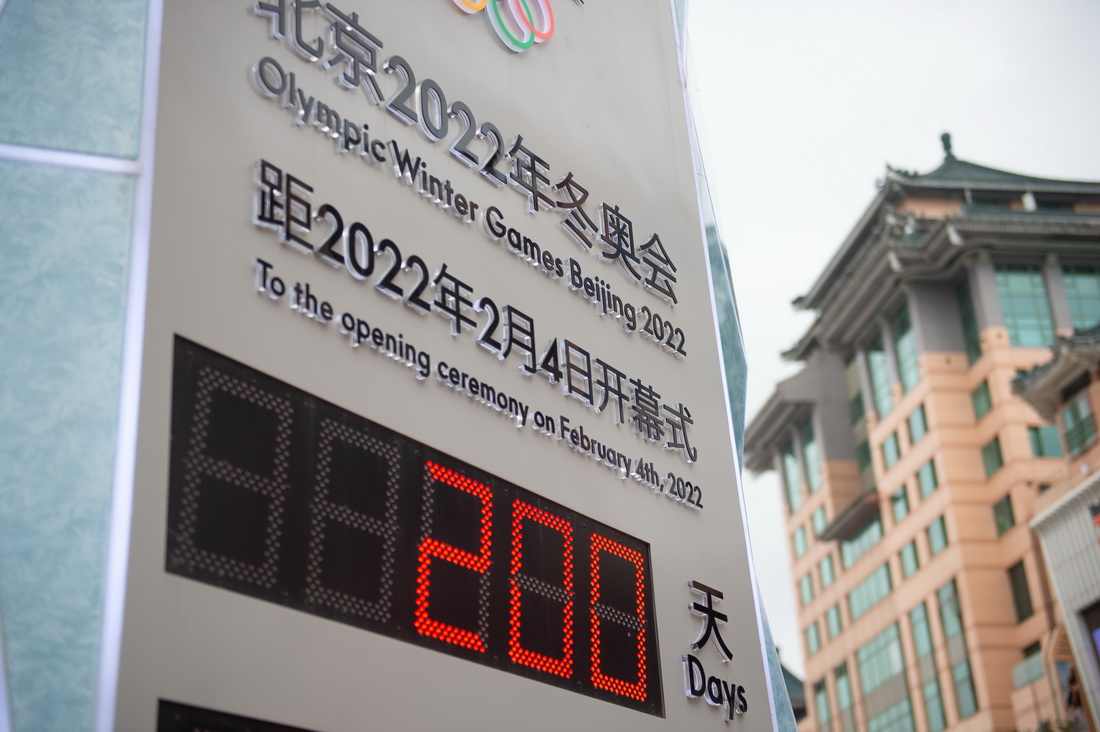 北京2022年冬奥会
Olympic Winter Games Beijing 2022
距2022年2月4日开幕式
To the opening ceremony on February 4th, 2022
200
天
Days